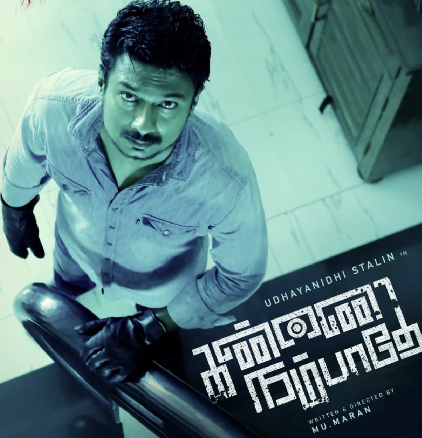 UDHAYANIDHI STALIN IN
கண்ணை
நம்பாதே
WRITTEN & DIRECTED BY
MU.MARAN